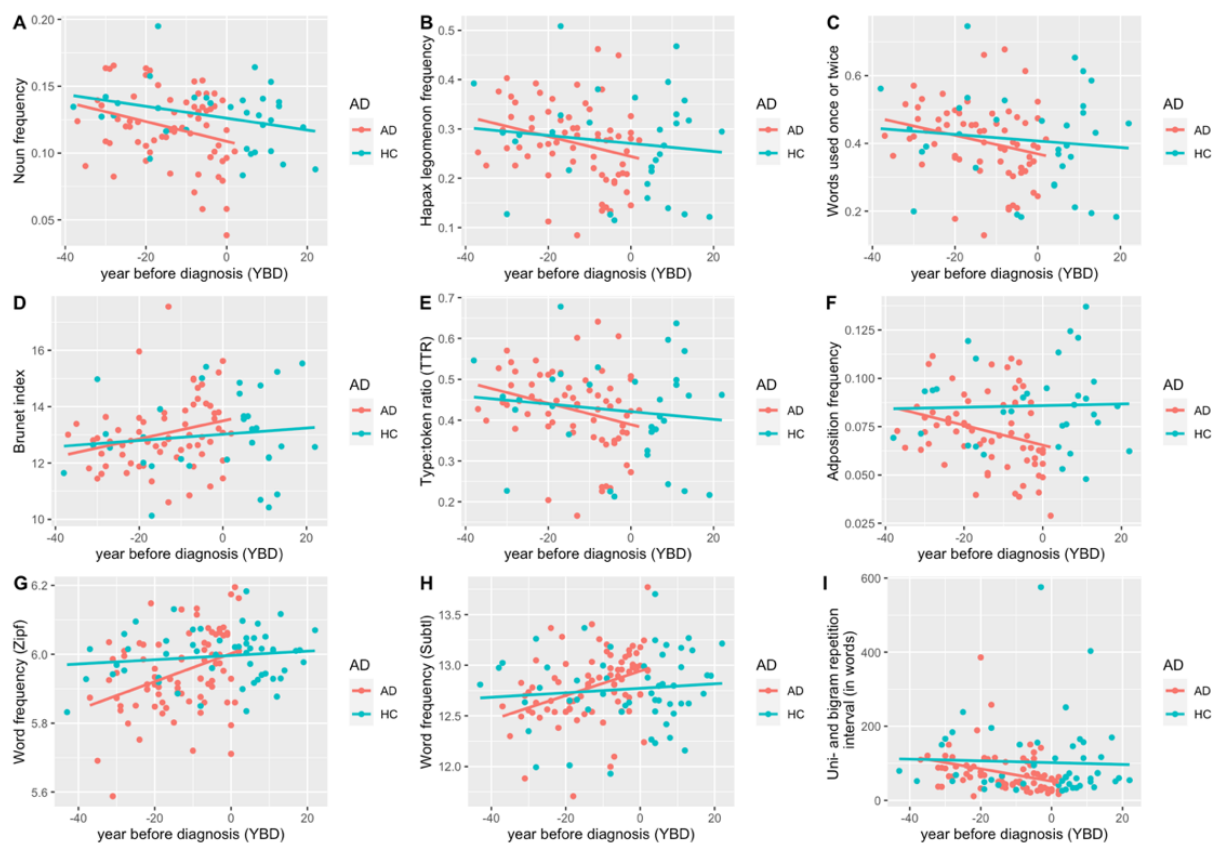 A
0.20
0.15
0.10
0.05
Noun frequency
-40 -20 0 20
year before diagnosis (YBD)
AD
AD
HC
B
0.5
0.4
0.3
0.2
0.1
Hapax legomenon frequency
-40 -20 0 20
year before diagnosis (YBD)
AD
AD
HC
C
0.6
0.4
0.2
Words used once or twice
-40 -20 0 20
year before diagnosis (YBD)
AD
AD
HC
D
16
14
12
10
Brunet index
-40 -20 0 20
year before diagnosis (YBD)
AD
AD
HC
E
0.7
0.6
0.5
0.4
0.3
0.2
Type:token ratio (TTR)
-40 -20 0 20
year before diagnosis (YBD)
AD
AD
HC
F
0.125
0.100
0.075
0.050
0.025
Adposition frequency
-40 -20 0 20
year before diagnosis (YBD)
AD
AD
HC
G
6.2
6.0
5.8
5.6
Word frequency (Zipf)
-40 -20 0 20
year before diagnosis (YBD)
AD
AD
HC
H
13.5
13.0
12.5
12.0
Word frequency (Subtl)
-40 -20 0 20
year before diagnosis (YBD)
AD
AD
HC
I
600
400
200
0
Uni- and bigram repetition
interval (in words)
-40 -20 0 20
year before diagnosis (YBD)
AD
AD
HC